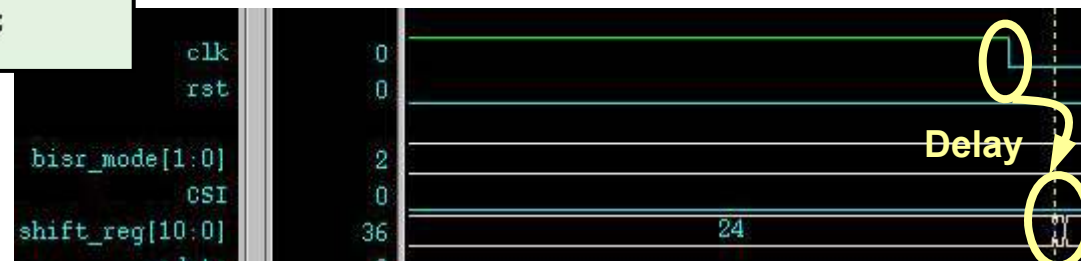 clk 0
rst 0
Delay
bisr_mode[1:0] 2
CSI 0
shift_reg[10:0] 36 24